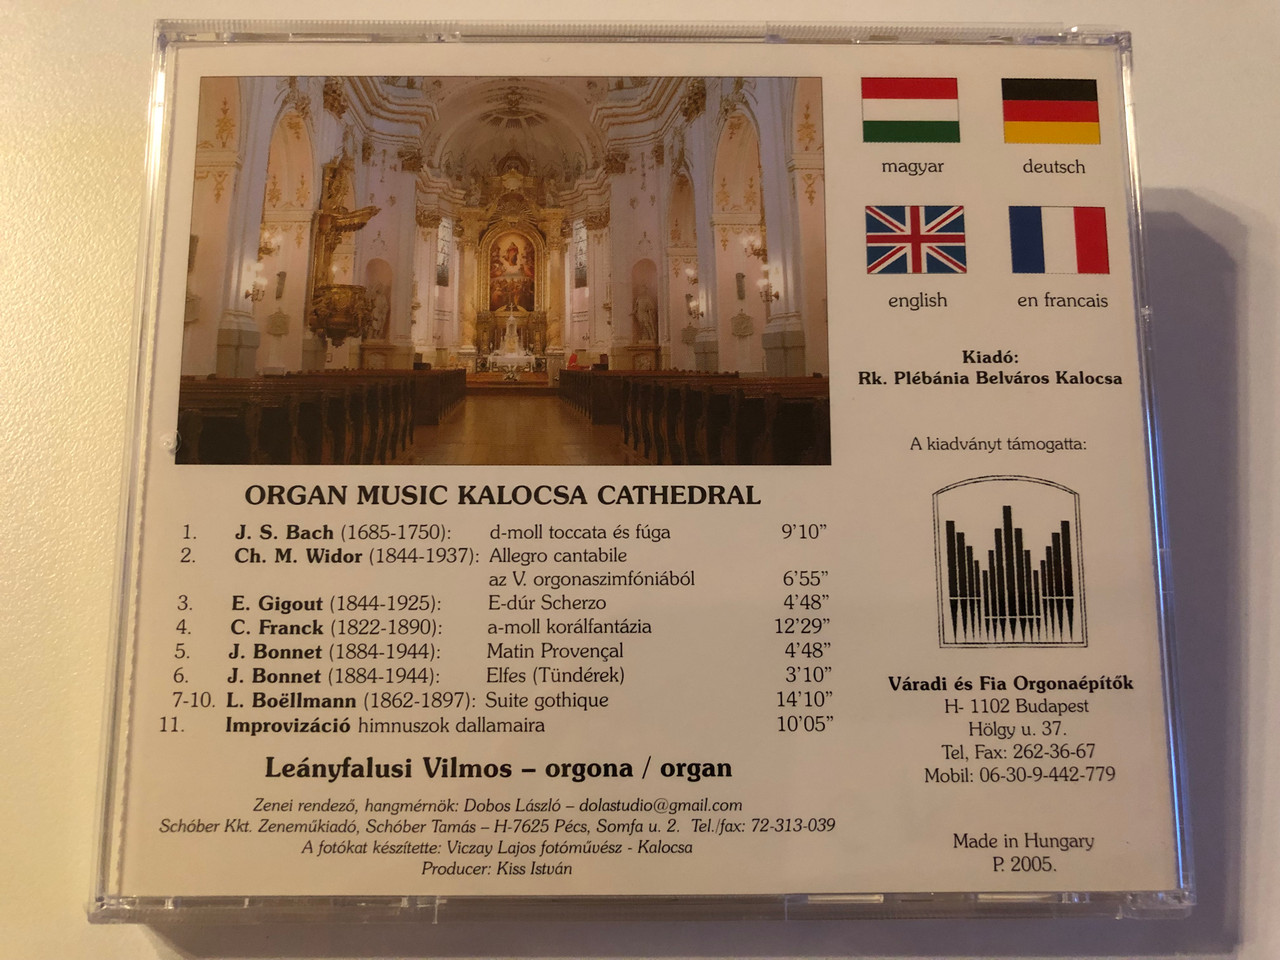 magyar
deutsch
english
en francais
Kiadó:
Rk. Plébánia Belváros Kalocsa
A kiadványt támogatta:
Váradi és Fia Orgonaépítők
H- 1102 Budapest
Hölgy u. 37.
Tel, Fax: 262-36-67
Mobil: 06-30-9-442-779
Made in Hungary
P. 2005.
ORGAN MUSIC KALOCSA CATHEDRAL
1. J. S. Bach (1685-1750): d-moll toccata és fúga 9'10"
2. Ch. M. Widor (1844-1937): Allegro cantabile
az V. orgonaszimfóniából 6'55"
3. E. Gigout (1844-1925): E-dúr Scherzo 4'48"
4. C. Franck (1822-1890): a-moll korálfantázia 12'29"
5. J. Bonnet (1884-1944): Matin Provençal 4'48"
6. J. Bonnet (1884-1944): Elfes (Tündérek) 3'10"
7-10. L. Boëllmann (1862-1897): Suite gothique 14'10"
11. Improvizáció himnuszok dallamaira 10'05"
Leányfalusi Vilmos – orgona / organ
Zenei rendező, hangmérnök: Dobos László – dolastudio@gmail.com
Schóber Kkt. Zeneműkiadó, Schóber Tamás – H-7625 Pécs, Somfa u. 2. Tel./fax: 72-313-039
A fotókat készítette: Viczay Lajos fotóművész - Kalocsa
Producer: Kiss István